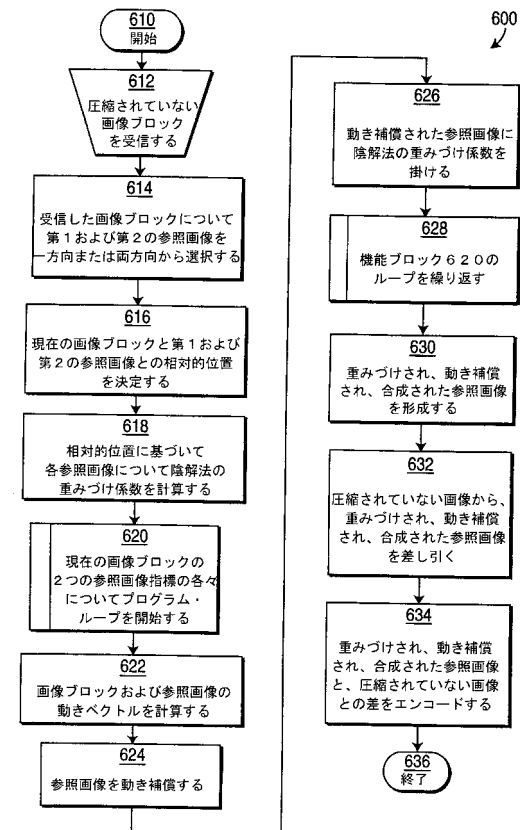 600
610
開始
612
圧縮されていない
画像ブロック
を受信する
614
受信した画像ブロックについて
第１および第２の参照画像を
一方向または両方向から選択する
616
現在の画像ブロックと第１および
第２の参照画像との相対的位置
を決定する
618
相対的位置に基づいて
各参照画像について陰解法の
重みづけ係数を計算する
620
現在の画像ブロックの
２つの参照画像指標の各々
についてプログラム・
ループを開始する
622
画像ブロックおよび参照画像の
動きベクトルを計算する
624
参照画像を動き補償する
626
動き補償された参照画像に
陰解法の重みづけ係数を
掛ける
628
機能ブロック６２０の
ループを繰り返す
630
重みづけされ、動き補償
され、合成された参照画像
を形成する
632
圧縮されていない画像から、
重みづけされ、動き補償
され、合成された参照画像
を差し引く
634
重みづけされ、動き補償
され、合成された参照画像
と、圧縮されていない画像
との差をエンコードする
636
終了